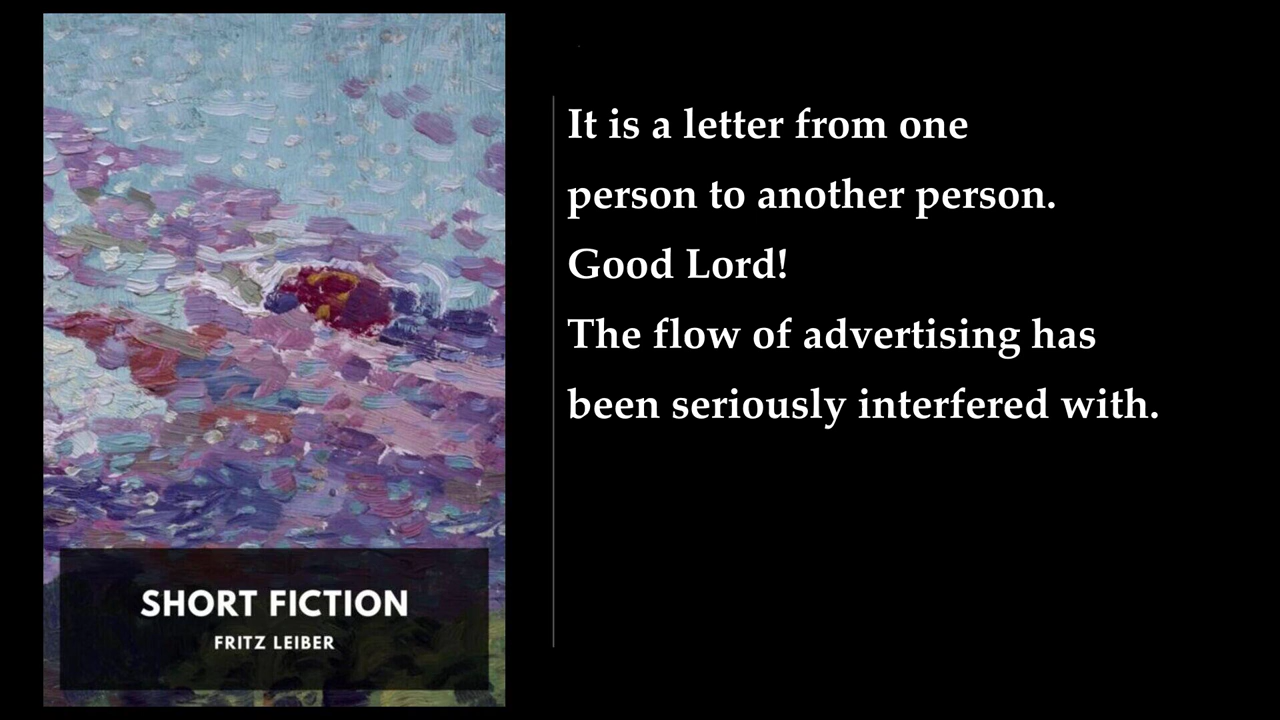 It is a letter from one
person to another person.
Good Lord!
The flow of advertising has
been seriously interfered with.
SHORT FICTION
FRITZ LEIBER